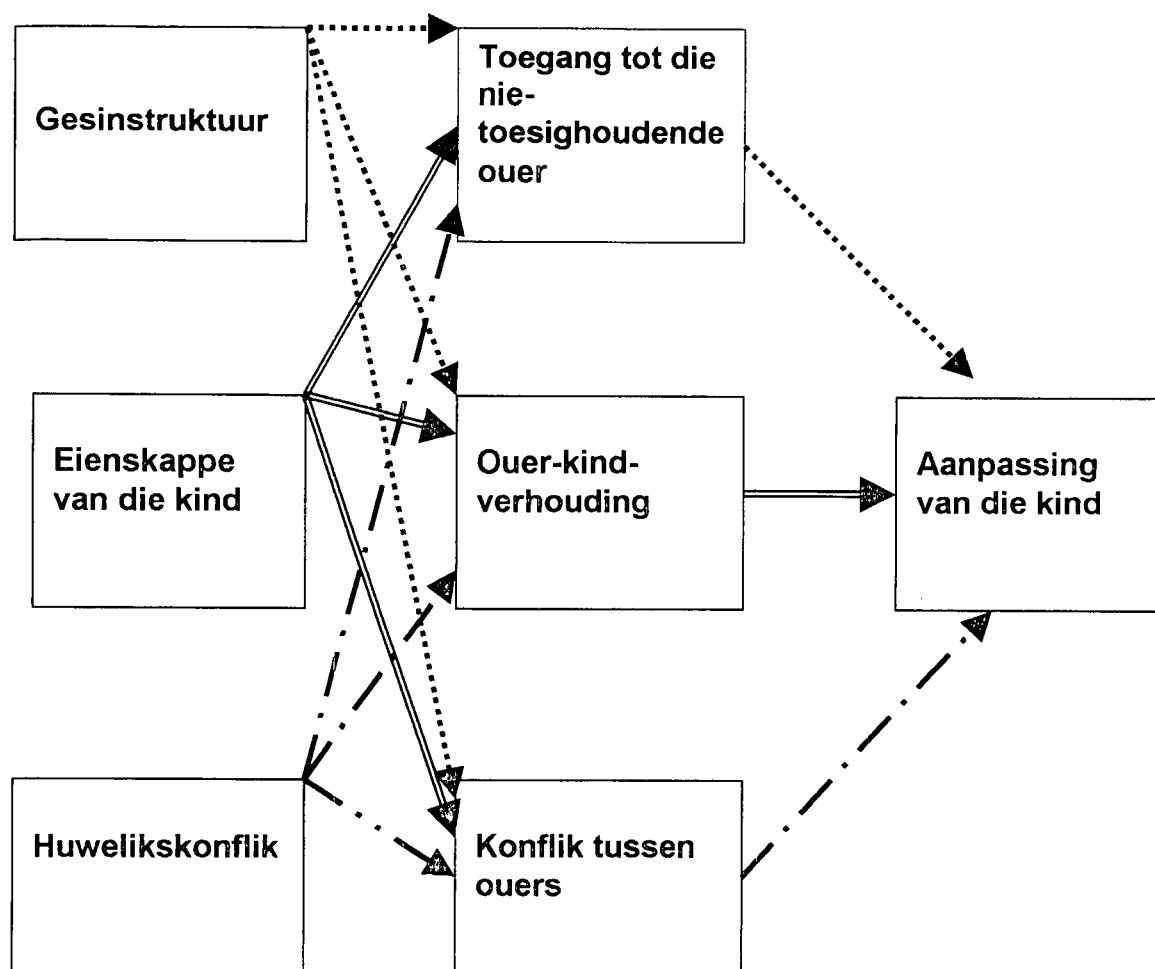 Gesinstruktuur
Toegang tot die
nie-
toesighoudende
ouer
Eienskappe
van die kind
Ouer-kind-
verhouding
Aanpassing
van die kind
Huwelikskonflik
Konflik tussen
ouers